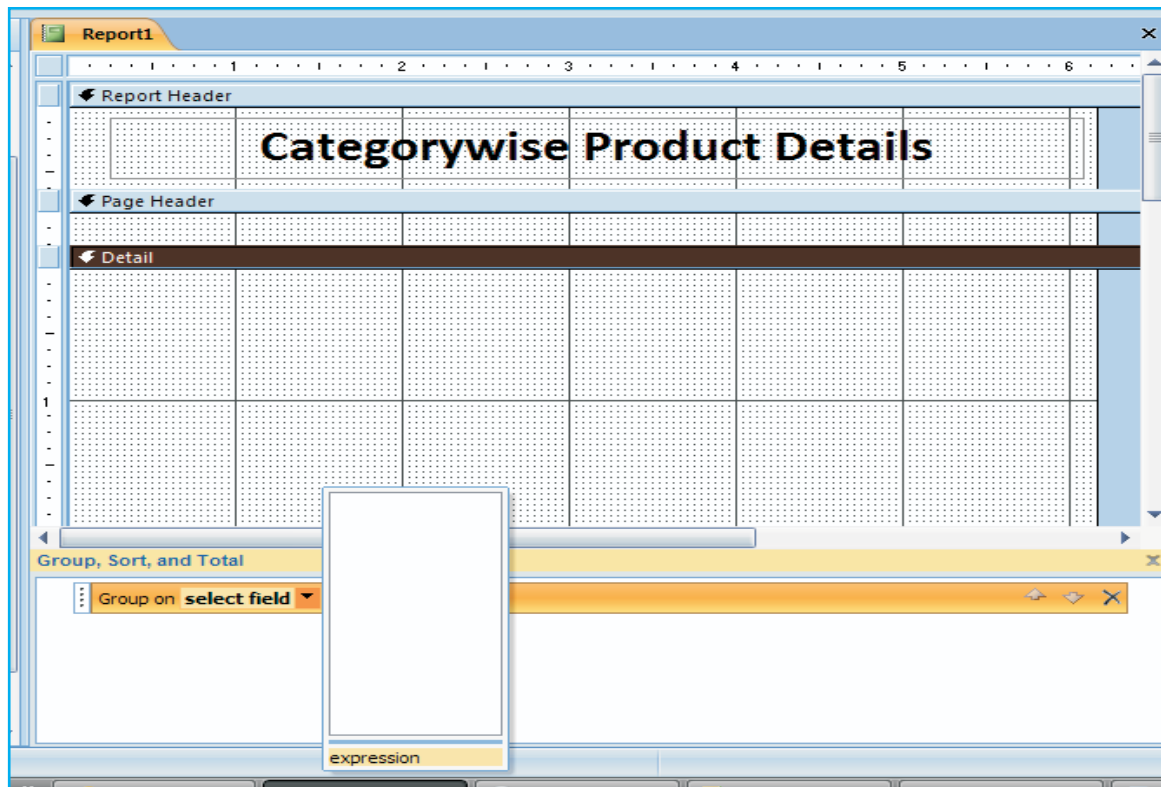 Report1
1 2 3 4 5 6
Report Header
Categorywise Product Details
Page Header
Detail
1
Group, Sort, and Total
Group on select field
expression